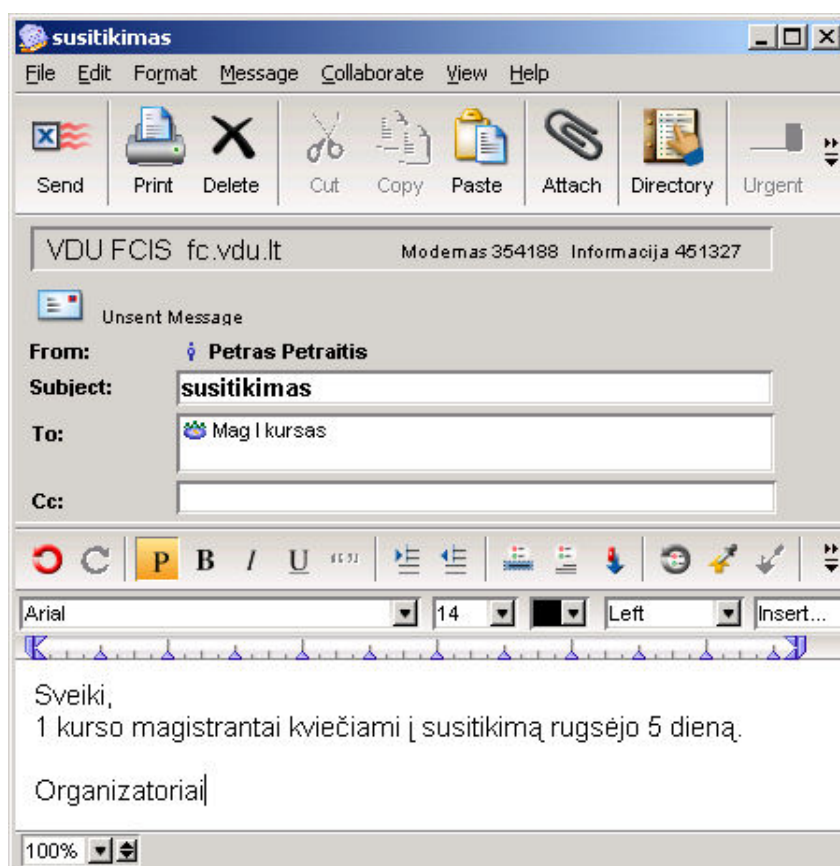 susitikimas
File Edit Format Message Collaborate View Help
Send Print Delete Cut Copy Paste Attach Directory Urgent
VDU FCIS fc.vdu.lt Modemas 354188 Informacija 451327
Unsent Message
From: Petras Petraitis
Subject: susitikimas
To: Mag I kursas
Cc:
P B I U “ ”
Arial 14 Left Insert...
Sveiki,
1 kurso magistrantai kviečiami į susitikimą rugsėjo 5 dieną.
Organizatoriai
100%